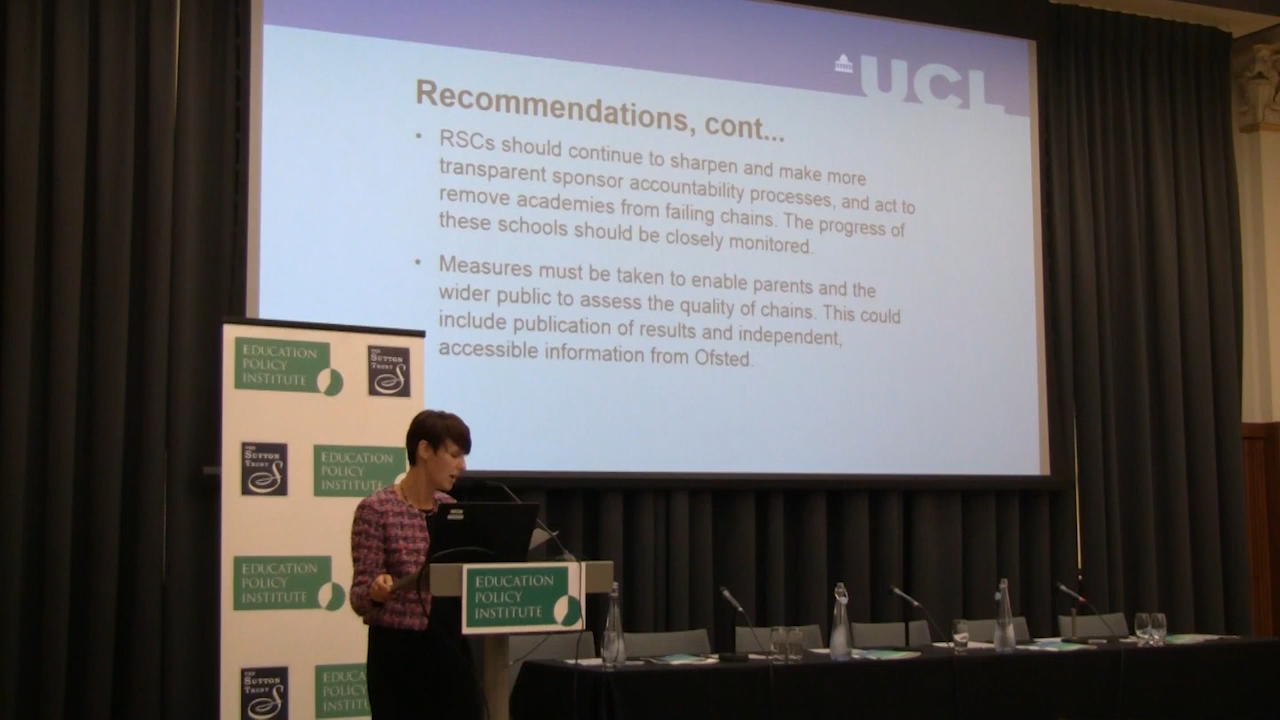 UCL
Recommendations, cont...
• RSCs should continue to sharpen and make more
transparent sponsor accountability processes, and act to
remove academies from failing chains. The progress of
these schools should be closely monitored.
• Measures must be taken to enable parents and the
wider public to assess the quality of chains. This could
include publication of results and independent,
accessible information from Ofsted.
EDUCATION
POLICY
INSTITUTE
THE
SUTTON
TRUST
THE
SUTTON
TRUST
EDUCATION
POLICY
INSTITUTE
EDUCATION
POLICY
INSTITUTE
EDUCATION
POLICY
INSTITUTE
THE
SUTTON
TRUST
EDUCA
POLICY
INSTIT